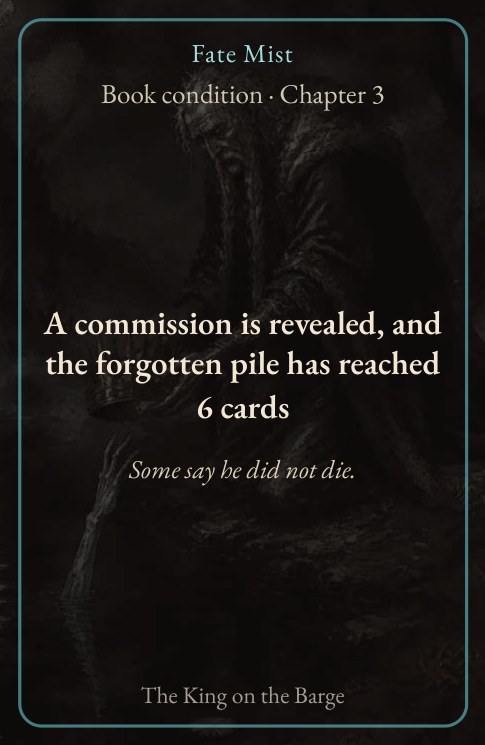 Fate Mist
Book condition · Chapter 3
A commission is revealed, and
the forgotten pile has reached
6 cards
Some say he did not die.
The King on the Barge